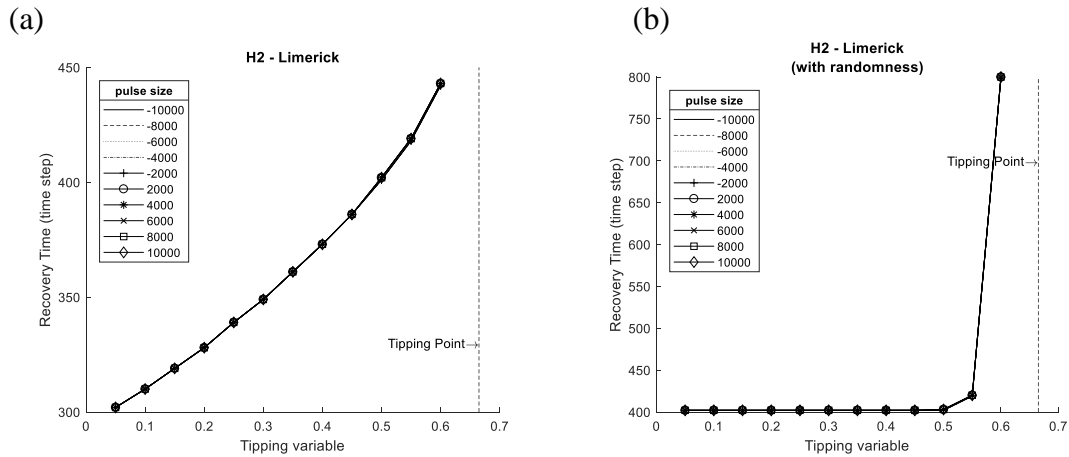 (a)
H2 - Limerick
450
400
350
300
Recovery Time (time step)
pulse size
-10000
-8000
-6000
-4000
-2000
2000
4000
6000
8000
10000
Tipping Point→
0 0.1 0.2 0.3 0.4 0.5 0.6 0.7
Tipping variable
(b)
H2 - Limerick
(with randomness)
800
750
700
650
600
550
500
450
400
Recovery Time (time step)
pulse size
-10000
-8000
-6000
-4000
-2000
2000
4000
6000
8000
10000
Tipping Point→
0 0.1 0.2 0.3 0.4 0.5 0.6 0.7
Tipping variable